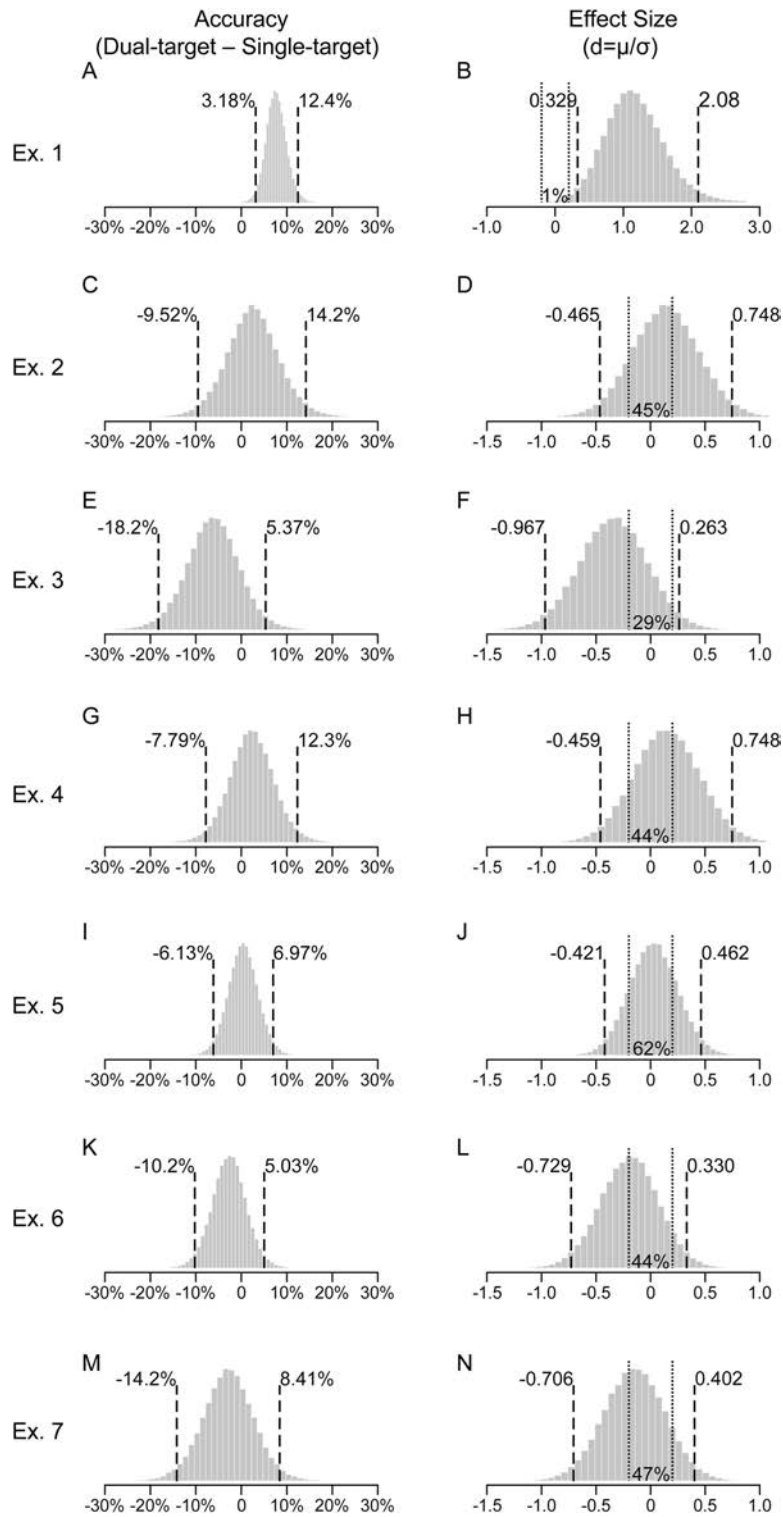 Accuracy
(Dual-target – Single-target)
Effect Size
(d=μ/σ)
Ex. 1
A
3.18% 12.4%
-30% -20% -10% 0 10% 20% 30%
B
0.329 2.08
1%
-1.0 0 1.0 2.0 3.0
Ex. 2
C
-9.52% 14.2%
-30% -20% -10% 0 10% 20% 30%
D
-0.465 0.748
45%
-1.5 -1.0 -0.5 0 0.5 1.0
Ex. 3
E
-18.2% 5.37%
-30% -20% -10% 0 10% 20% 30%
F
-0.967 0.263
29%
-1.5 -1.0 -0.5 0 0.5 1.0
Ex. 4
G
-7.79% 12.3%
-30% -20% -10% 0 10% 20% 30%
H
-0.459 0.748
44%
-1.5 -1.0 -0.5 0 0.5 1.0
Ex. 5
I
-6.13% 6.97%
-30% -20% -10% 0 10% 20% 30%
J
-0.421 0.462
62%
-1.5 -1.0 -0.5 0 0.5 1.0
Ex. 6
K
-10.2% 5.03%
-30% -20% -10% 0 10% 20% 30%
L
-0.729 0.330
44%
-1.5 -1.0 -0.5 0 0.5 1.0
Ex. 7
M
-14.2% 8.41%
-30% -20% -10% 0 10% 20% 30%
N
-0.706 0.402
47%
-1.5 -1.0 -0.5 0 0.5 1.0